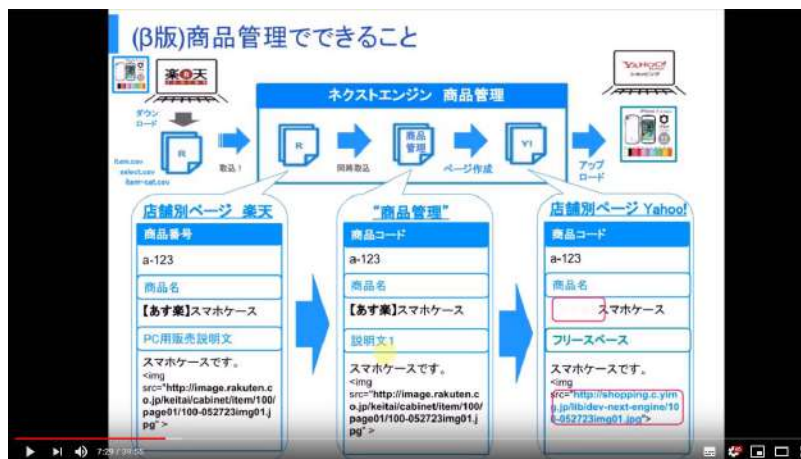 (β版)商品管理でできること
楽天
YAHOO!
ショッピング
ネクストエンジン 商品管理
ダウン
ロード
R
item.csv
select.csv
item-cat.csv
取込！
R
同時取込
商品
管理
ページ作成
Y!
アップ
ロード
店舗別ページ 楽天
商品番号
a-123
商品名
【あす楽】スマホケース
PC用販売説明文
スマホケースです。
<img
src="http://image.rakuten.c
o.jp/keitai/cabinet/item/100/
page01/100-052723img01.j
pg" >
"商品管理"
商品コード
a-123
商品名
【あす楽】スマホケース
説明文1
スマホケースです。
<img
src="http://image.rakuten.c
o.jp/keitai/cabinet/item/100/
page01/100-052723img01.j
pg" >
店舗別ページ Yahoo!
商品コード
a-123
商品名
スマホケース
フリースペース
スマホケースです。
<img
src="http://shopping.c.yim
g.jp/lib/dev-next-engine/10
0-052723img01.jpg">